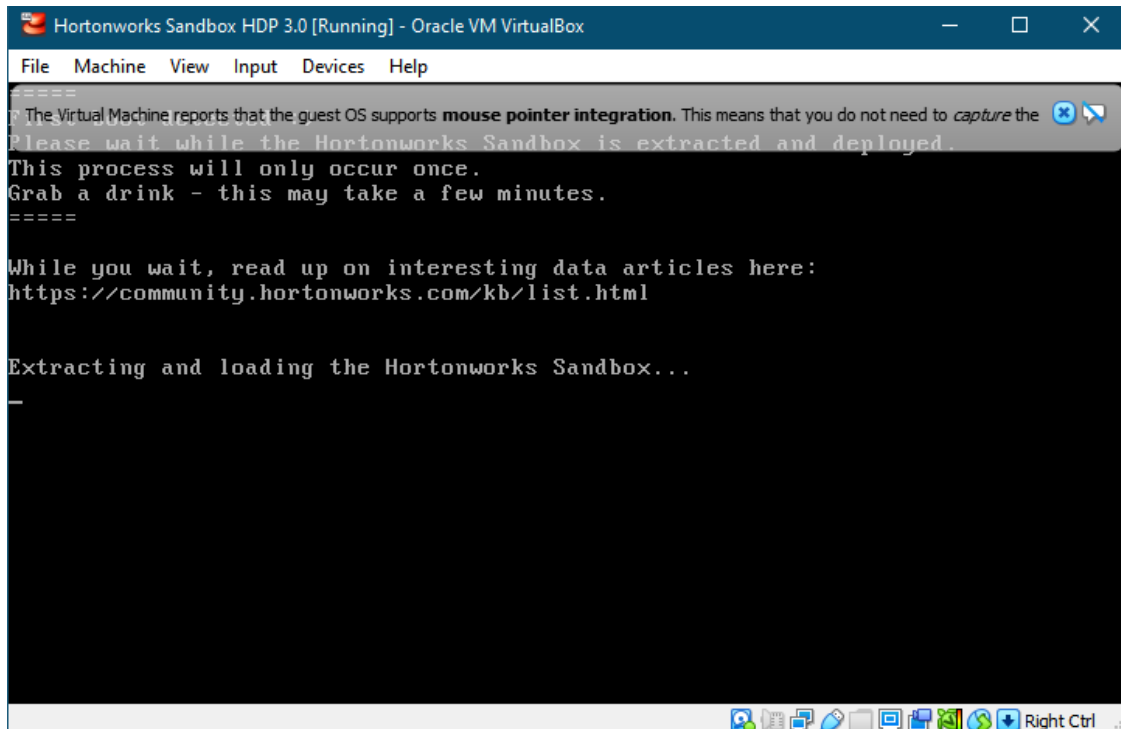 Hortonworks Sandbox HDP 3.0 [Running] - Oracle VM VirtualBox
File Machine View Input Devices Help
=====
The Virtual Machine reports that the guest OS supports mouse pointer integration. This means that you do not need to capture the
Please wait while the Hortonworks Sandbox is extracted and deployed.
This process will only occur once.
Grab a drink - this may take a few minutes.
=====
While you wait, read up on interesting data articles here:
https://community.hortonworks.com/kb/list.html
Extracting and loading the Hortonworks Sandbox...
Right Ctrl